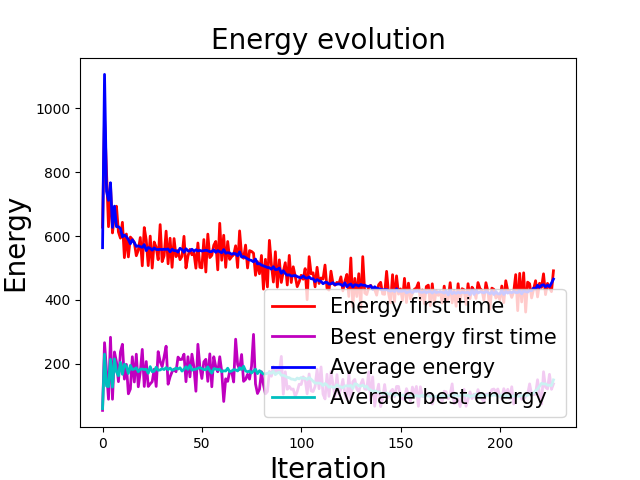 Energy evolution
Energy
1000
800
600
400
200
Energy first time
Best energy first time
Average energy
Average best energy
0
50
100
150
200
Iteration